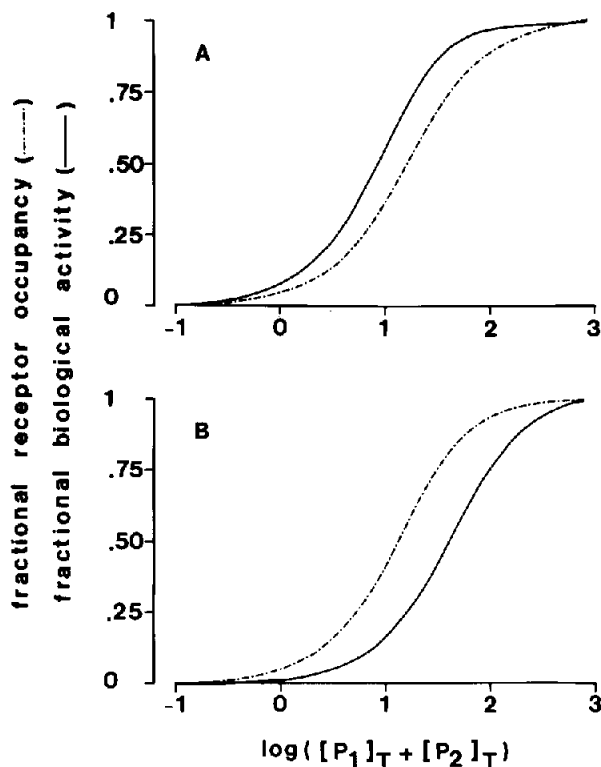 fractional receptor occupancy (-·-·-)
fractional biological activity (——)
A
1
.75
.50
.25
0
-1 0 1 2 3
B
1
.75
.50
.25
0
-1 0 1 2 3
log([P1]T+[P2]T)